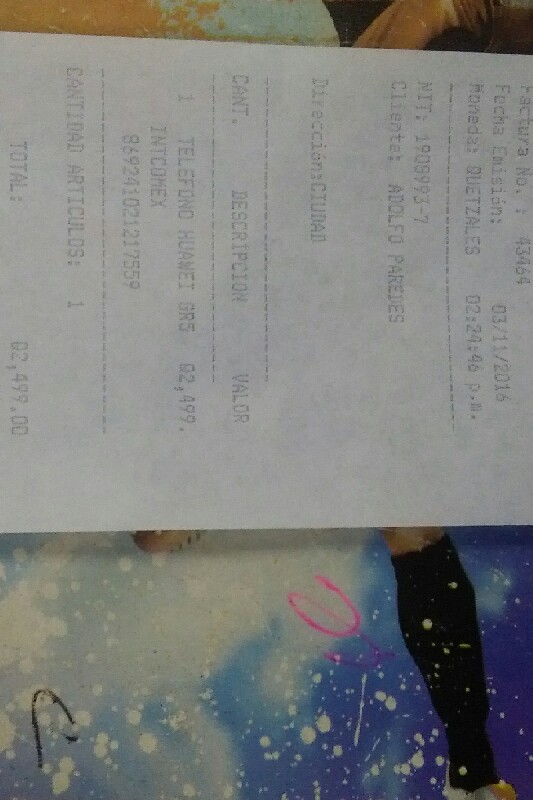 Factura No. : 43464
Fecha Emisión: 03/11/2016
Moneda: QUETZALES 02:24:46 p.m.
NIT: 1908993-7
Cliente: ADOLFO PAREDES
Dirección:CIUDAD
CANT. DESCRIPCION VALOR
1 TELEFONO HUAWEI GR5 Q2,499.
INTCOMEX
869241021217559
CANTIDAD ARTICULOS: 1
TOTAL: Q2,499.00